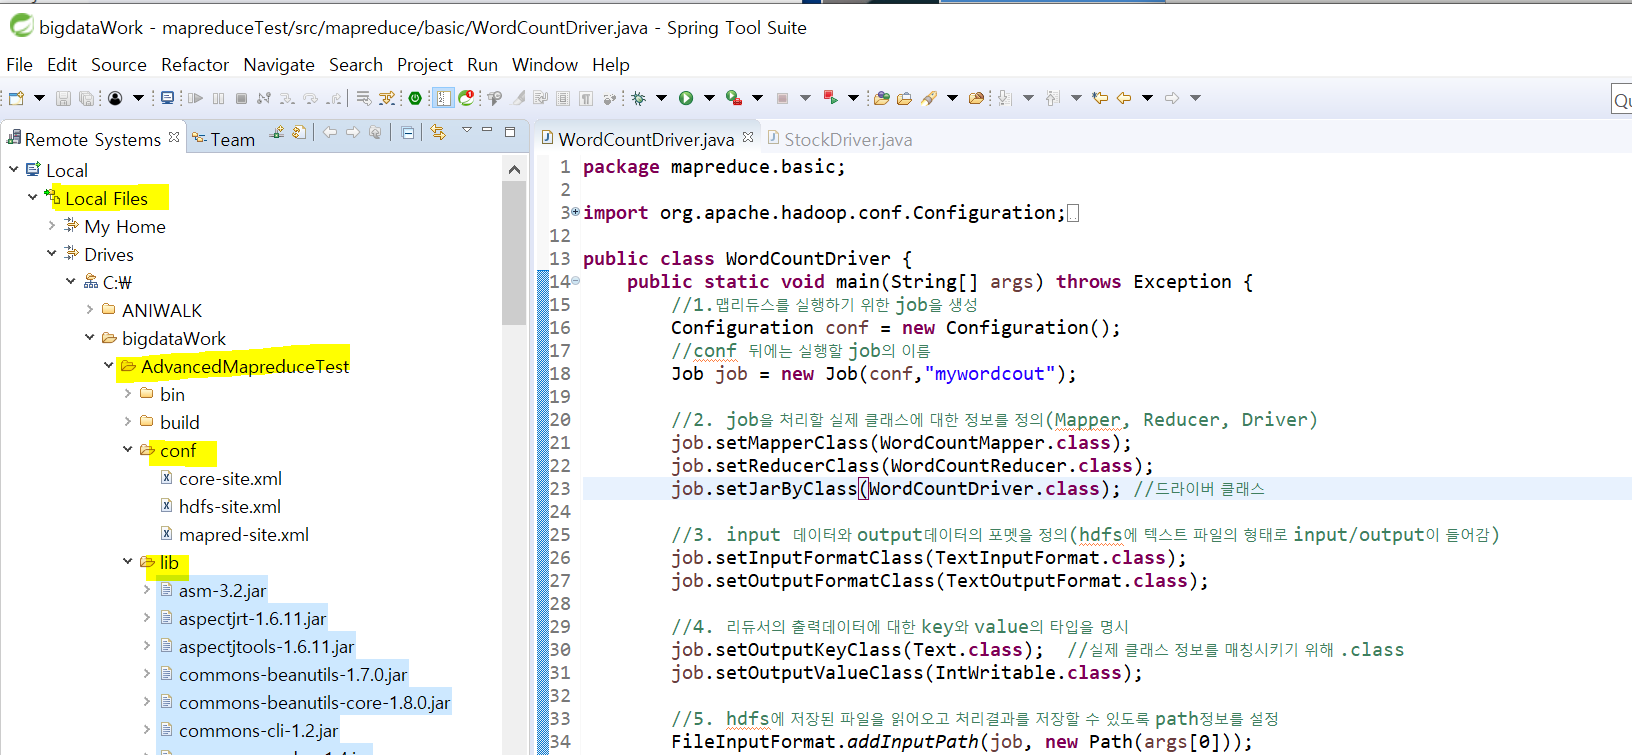 bigdataWork - mapreduceTest/src/mapreduce/basic/WordCountDriver.java - Spring Tool Suite
File Edit Source Refactor Navigate Search Project Run Window Help
Qu
Remote Systems Team
Local
Local Files
My Home
Drives
C:₩
ANIWALK
bigdataWork
AdvancedMapreduceTest
bin
build
conf
core-site.xml
hdfs-site.xml
mapred-site.xml
lib
asm-3.2.jar
aspectjrt-1.6.11.jar
aspectjtools-1.6.11.jar
commons-beanutils-1.7.0.jar
commons-beanutils-core-1.8.0.jar
commons-cli-1.2.jar
WordCountDriver.java StockDriver.java
1 package mapreduce.basic;
2
3 import org.apache.hadoop.conf.Configuration;
12
13 public class WordCountDriver {
14 public static void main(String[] args) throws Exception {
15 //1.맵리듀스를 실행하기 위한 job을 생성
16 Configuration conf = new Configuration();
17 //conf 뒤에는 실행할 job의 이름
18 Job job = new Job(conf,"mywordcout");
19
20 //2. job을 처리할 실제 클래스에 대한 정보를 정의(Mapper, Reducer, Driver)
21 job.setMapperClass(WordCountMapper.class);
22 job.setReducerClass(WordCountReducer.class);
23 job.setJarByClass(WordCountDriver.class); //드라이버 클래스
24
25 //3. input 데이터와 output데이터의 포멧을 정의(hdfs에 텍스트 파일의 형태로 input/output이 들어감)
26 job.setInputFormatClass(TextInputFormat.class);
27 job.setOutputFormatClass(TextOutputFormat.class);
28
29 //4. 리듀서의 출력데이터에 대한 key와 value의 타입을 명시
30 job.setOutputKeyClass(Text.class); //실제 클래스 정보를 매칭시키기 위해 .class
31 job.setOutputValueClass(IntWritable.class);
32
33 //5. hdfs에 저장된 파일을 읽어오고 처리결과를 저장할 수 있도록 path정보를 설정
34 FileInputFormat.addInputPath(job, new Path(args[0]));